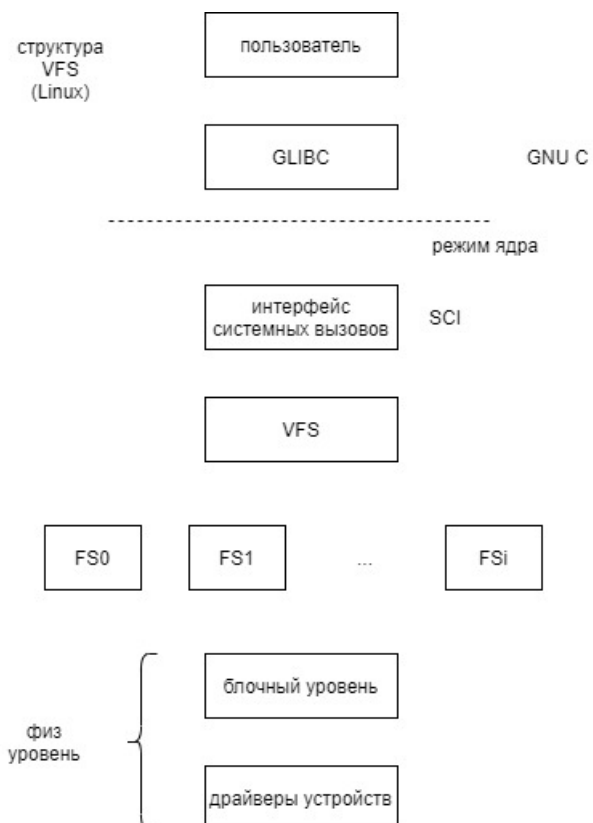 структура
VFS
(Linux)
пользователь
GLIBC
GNU C
режим ядра
интерфейс
системных вызовов
SCI
VFS
FS0
FS1
...
FSi
физ
уровень
блочный уровень
драйверы устройств